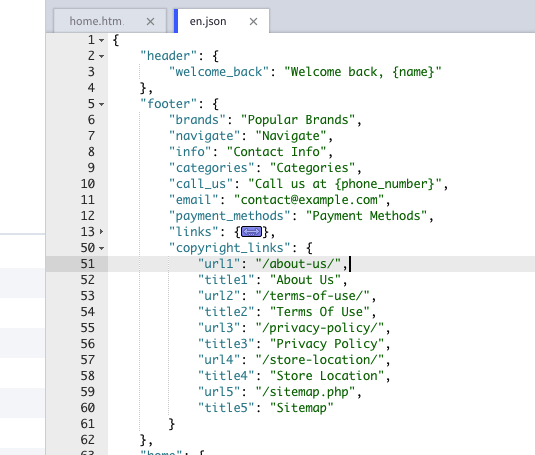 home.htm
en.json
1 {
2 "header": {
3 "welcome_back": "Welcome back, {name}"
4 },
5 "footer": {
6 "brands": "Popular Brands",
7 "navigate": "Navigate",
8 "info": "Contact Info",
9 "categories": "Categories",
10 "call_us": "Call us at {phone_number}",
11 "email": "contact@example.com",
12 "payment_methods": "Payment Methods",
13 "links": {},
50 "copyright_links": {
51 "url1": "/about-us/",
52 "title1": "About Us",
53 "url2": "/terms-of-use/",
54 "title2": "Terms Of Use",
55 "url3": "/privacy-policy/",
56 "title3": "Privacy Policy",
57 "url4": "/store-location/",
58 "title4": "Store Location",
59 "url5": "/sitemap.php",
60 "title5": "Sitemap"
61 }
62 },
63 "home": {